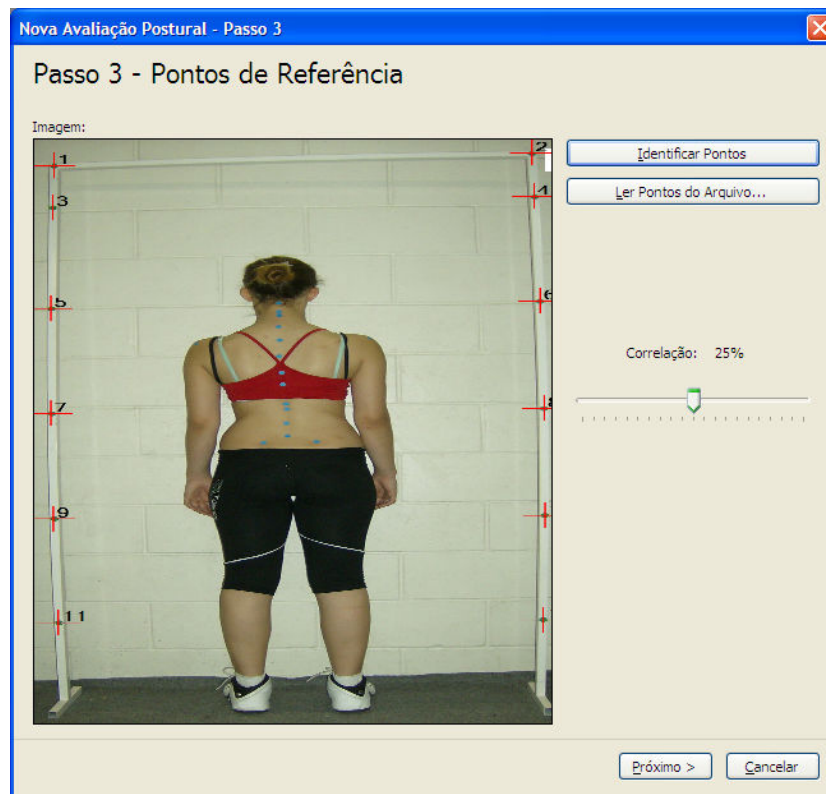 Nova Avaliação Postural - Passo 3
Passo 3 - Pontos de Referência
Imagem:
1
2
3
4
5
6
7
8
9
11
Identificar Pontos
Ler Pontos do Arquivo...
Correlação: 25%
Próximo >
Cancelar